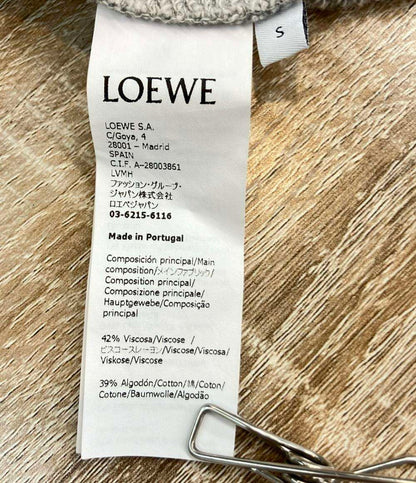 S
LOEWE
LOEWE S.A.
C/Goya, 4
28001 - Madrid
SPAIN
C.I.F. A-28003861
LVMH
ファッション・グループ・
ジャパン株式会社
ロエベジャパン
03-6215-6116
Made in Portugal
Composición principal/Main
composition/メインファブリック/
Composition principal/
Composizione principale/
Hauptgewebe/Composição
principal
42% Viscosa/Viscose /
ビスコースレーヨン/Viscose/Viscosa/
Viskose/Viscose
39% Algodón/Cotton/綿/Coton/
Cotone/Baumwolle/Algodão